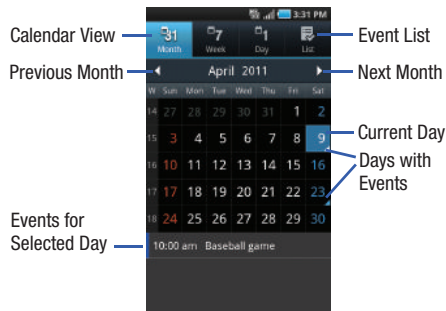 3:31 PM
Calendar View
31 7 1
Month Week Day List
Event List
Previous Month
April 2011
Next Month
W Sun Mon Tue Wed Thu Fri Sat
14 27 28 29 30 31 1 2
15 3 4 5 6 7 8 9
Current Day
Days with
Events
16 10 11 12 13 14 15 16
17 17 18 19 20 21 22 23
18 24 25 26 27 28 29 30
Events for
Selected Day
10:00 am Baseball game